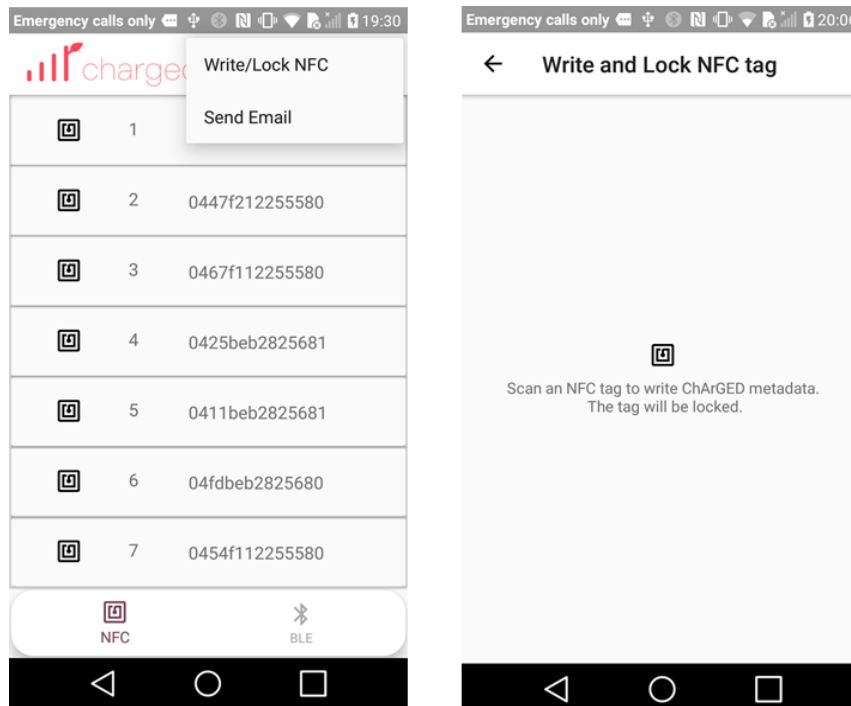 Emergency calls only 19:30
charged
Write/Lock NFC
Send Email
1
2 0447f212255580
3 0467f112255580
4 0425beb2825681
5 0411beb2825681
6 04fdbeb2825680
7 0454f112255580
NFC BLE
Emergency calls only
Write and Lock NFC tag
Scan an NFC tag to write ChArGED metadata.
The tag will be locked.